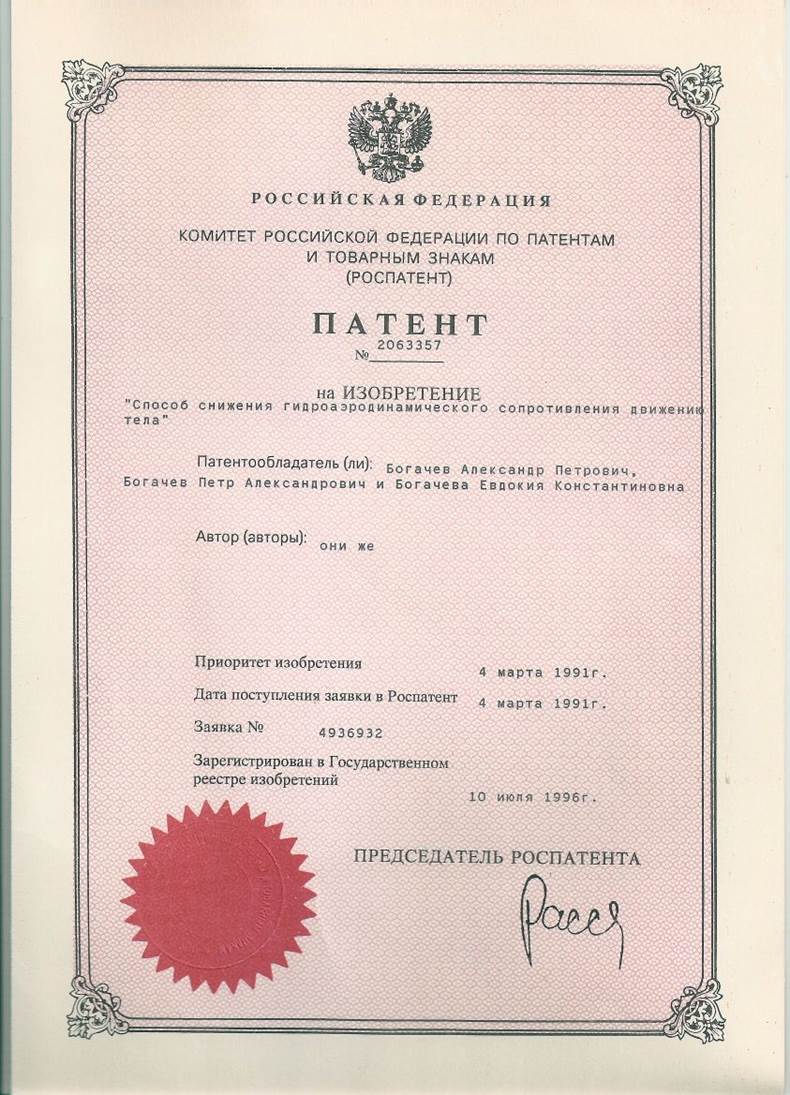 РОССИЙСКАЯ ФЕДЕРАЦИЯ
КОМИТЕТ РОССИЙСКОЙ ФЕДЕРАЦИИ ПО ПАТЕНТАМ
И ТОВАРНЫМ ЗНАКАМ
(РОСПАТЕНТ)
ПАТЕНТ
№ 2063357
на ИЗОБРЕТЕНИЕ
"Способ снижения гидроаэродинамического сопротивления движению
тела"
Патентообладатель (ли): Богачев Александр Петрович,
Богачев Петр Александрович и Богачева Евдокия Константиновна
Автор (авторы): они же
Приоритет изобретения 4 марта 1991г.
Дата поступления заявки в Роспатент 4 марта 1991г.
Заявка № 4936932
Зарегистрирован в Государственном
реестре изобретений
10 июля 1996г.
ПРЕДСЕДАТЕЛЬ РОСПАТЕНТА